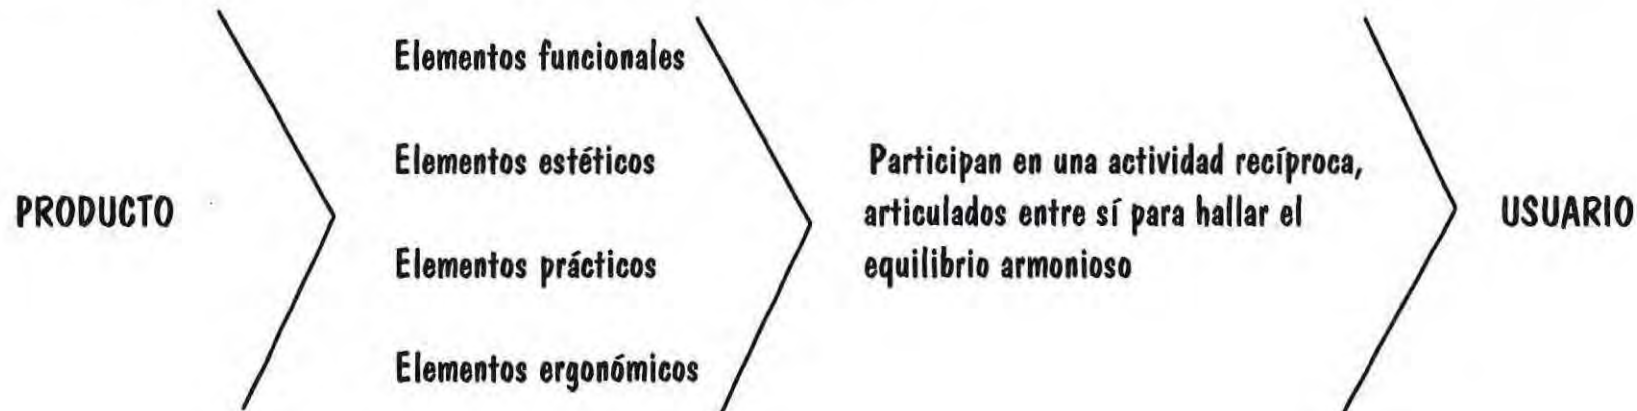 PRODUCTO
Elementos funcionales
Elementos estéticos
Elementos prácticos
Elementos ergonómicos
Participan en una actividad recíproca,
articulados entre sí para hallar el
equilibrio armonioso
USUARIO